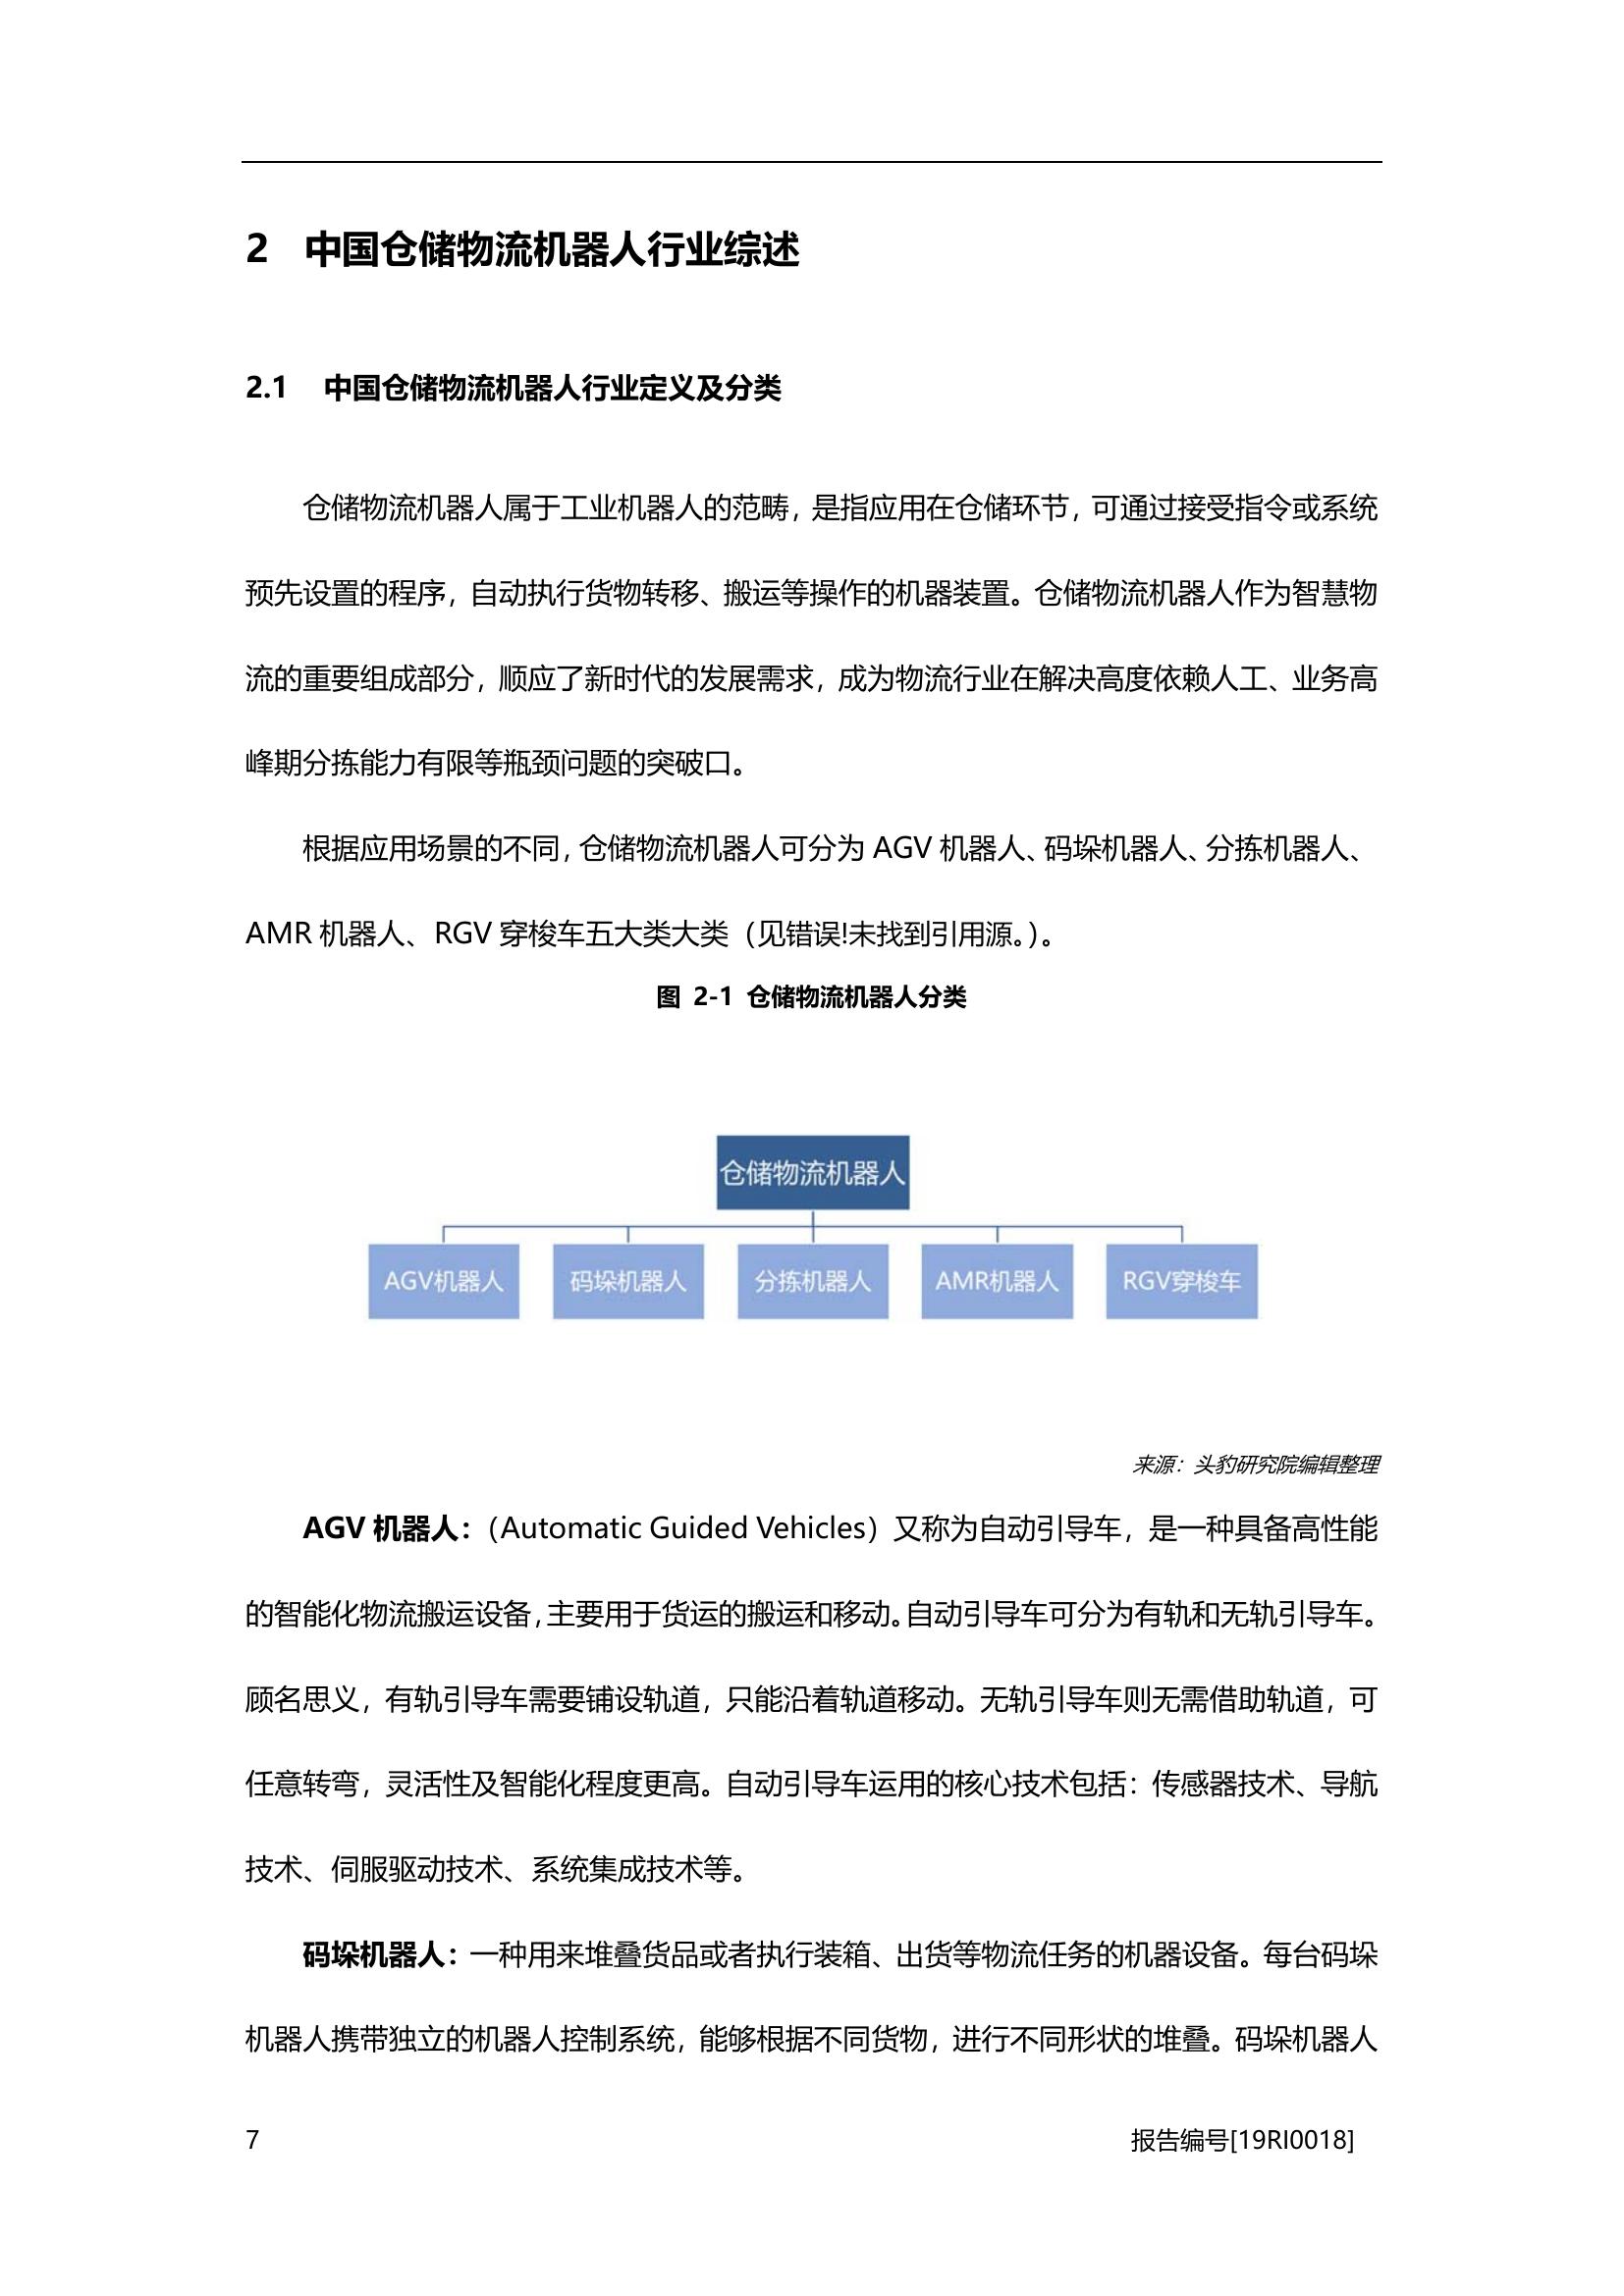 2 中国仓储物流机器人行业综述
2.1 中国仓储物流机器人行业定义及分类
仓储物流机器人属于工业机器人的范畴，是指应用在仓储环节，可通过接受指令或系统
预先设置的程序，自动执行货物转移、搬运等操作的机器装置。仓储物流机器人作为智慧物
流的重要组成部分，顺应了新时代的发展需求，成为物流行业在解决高度依赖人工、业务高
峰期分拣能力有限等瓶颈问题的突破口。
根据应用场景的不同，仓储物流机器人可分为 AGV 机器人、码垛机器人、分拣机器人、
AMR 机器人、RGV 穿梭车五大类大类（见错误!未找到引用源。）。
图 2-1 仓储物流机器人分类
仓储物流机器人
AGV机器人 码垛机器人 分拣机器人 AMR机器人 RGV穿梭车
来源：头豹研究院编辑整理
AGV 机器人：（Automatic Guided Vehicles）又称为自动引导车，是一种具备高性能
的智能化物流搬运设备，主要用于货运的搬运和移动。自动引导车可分为有轨和无轨引导车。
顾名思义，有轨引导车需要铺设轨道，只能沿着轨道移动。无轨引导车则无需借助轨道，可
任意转弯，灵活性及智能化程度更高。自动引导车运用的核心技术包括：传感器技术、导航
技术、伺服驱动技术、系统集成技术等。
码垛机器人：一种用来堆叠货品或者执行装箱、出货等物流任务的机器设备。每台码垛
机器人携带独立的机器人控制系统，能够根据不同货物，进行不同形状的堆叠。码垛机器人
7 报告编号[19RI0018]